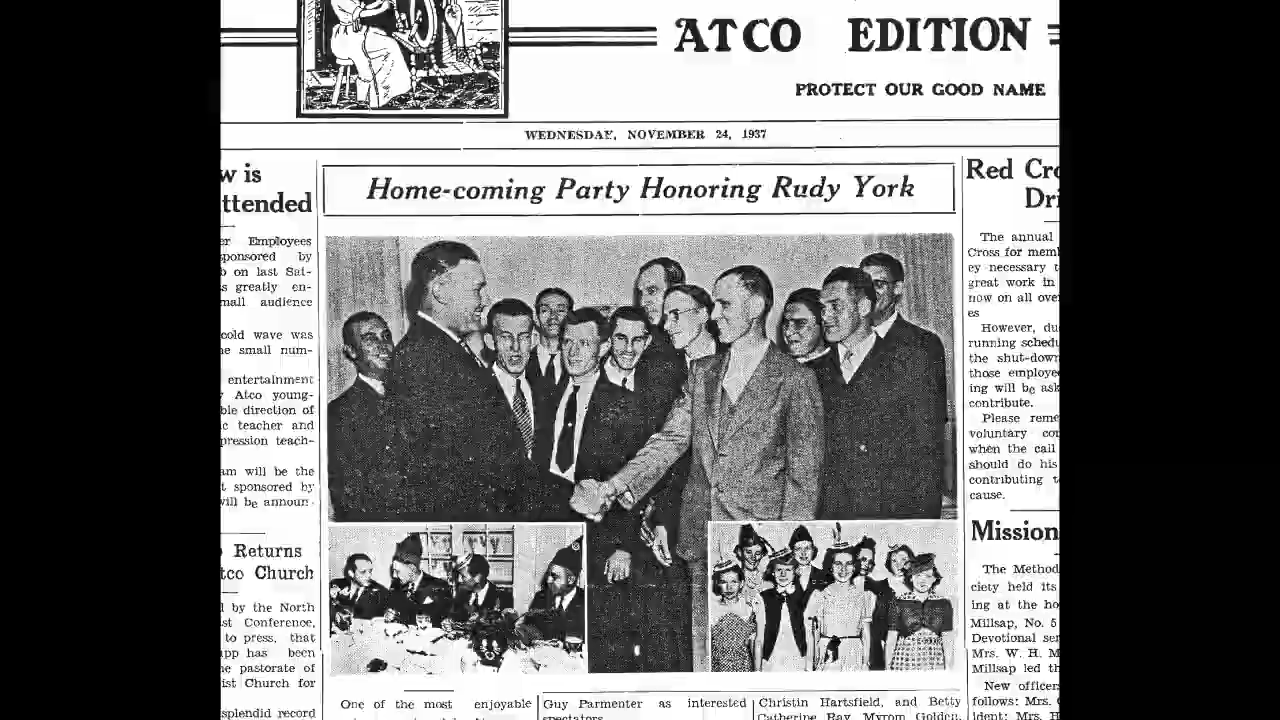 ATCO EDITION
PROTECT OUR GOOD NAME
WEDNESDAY, NOVEMBER 24, 1937
w is
ttended
er Employees
sponsored by
b on last Sat-
s greatly en-
mall audience
cold wave was
e small num-
entertainment
y Atco young-
ble direction of
c teacher and
pression teach-
am will be the
t sponsored by
will be announ-
Returns
tco Church
l by the North
st Conference,
to press, that
pp has been
e pastorate of
ist Church for
splendid record
Home-coming Party Honoring Rudy York
One of the most enjoyable
Guy Parmenter as interested
spectators.
Christin Hartsfield, and Betty
Catherine Ray, Myrom Golden,
Red Cro
Dri
The annual
Cross for meml
ey necessary t
great work in
now on all ove
es
However, du
running schedu
the shut-down
those employe
ing will be ask
contribute.
Please reme
voluntary con
when the call
should do his
contributing t
cause.
Mission
The Method
ciety held its
ing at the ho
Millsap, No. 5
Devotional ser
Mrs. W. H. M
Millsap led th
New officers
follows: Mrs. C
ident; Mrs. H